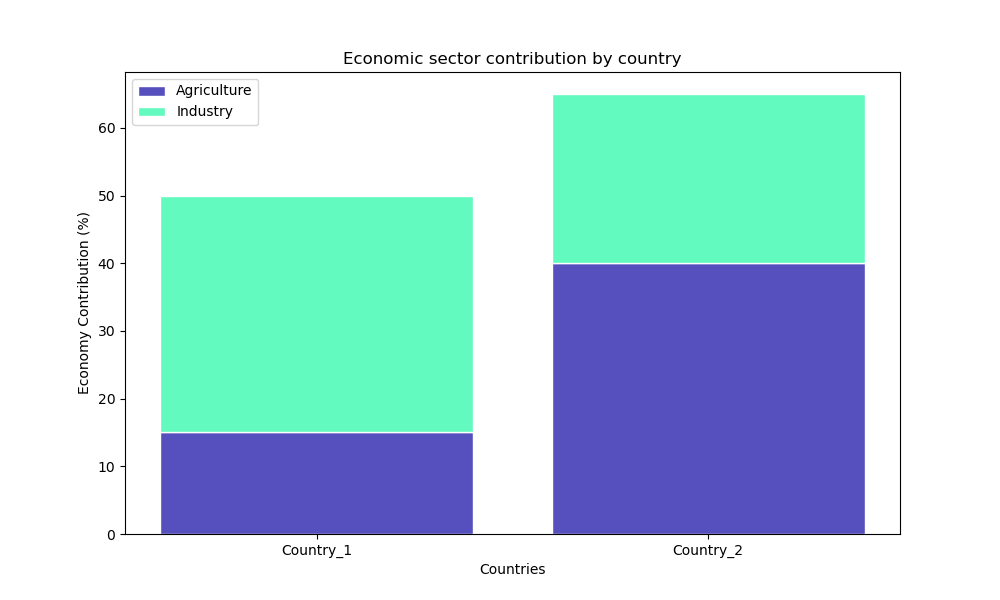 Economic sector contribution by country
Agriculture
Industry
Economy Contribution (%)
60
50
40
30
20
10
0
Country_1
Country_2
Countries